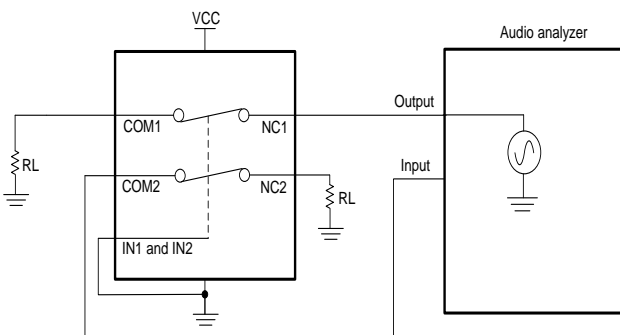 VCC
Audio analyzer
Output
COM1
NC1
Input
RL
COM2
NC2
RL
IN1 and IN2